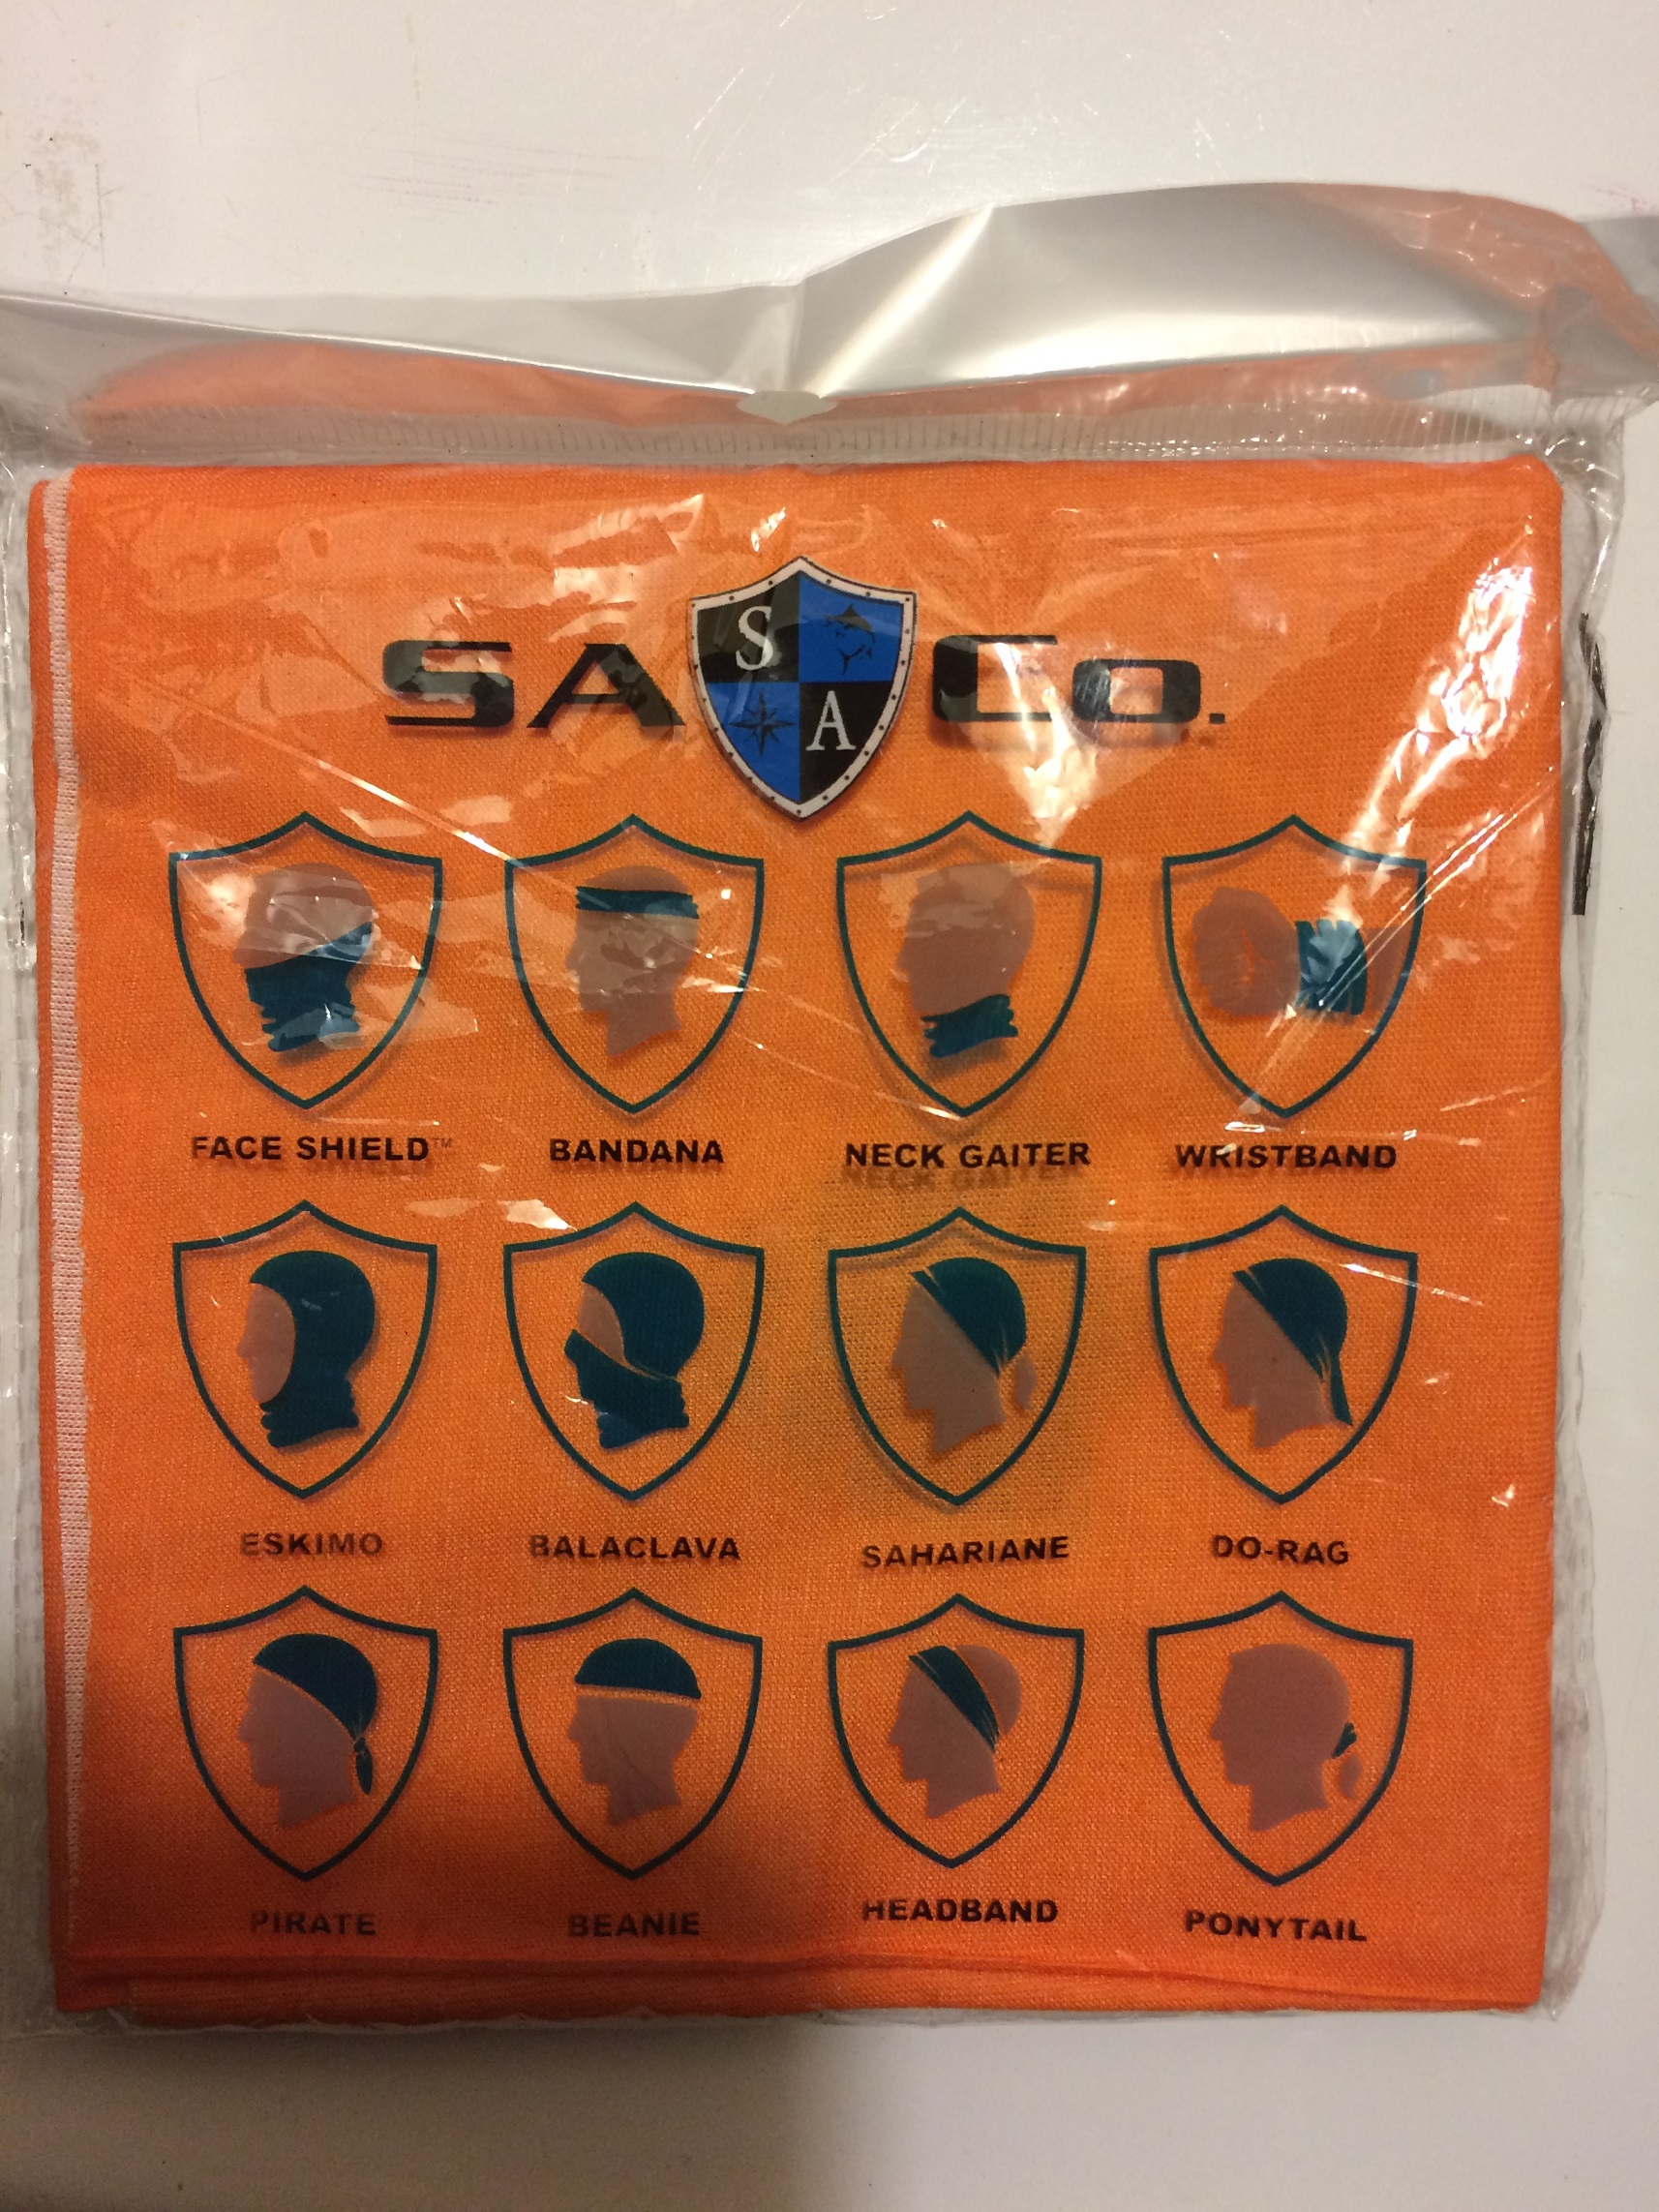 SA S A Co.
FACE SHIELD™ BANDANA NECK GAITER WRISTBAND
ESKIMO BALACLAVA SAHARIANE DO-RAG
PIRATE BEANIE HEADBAND PONYTAIL